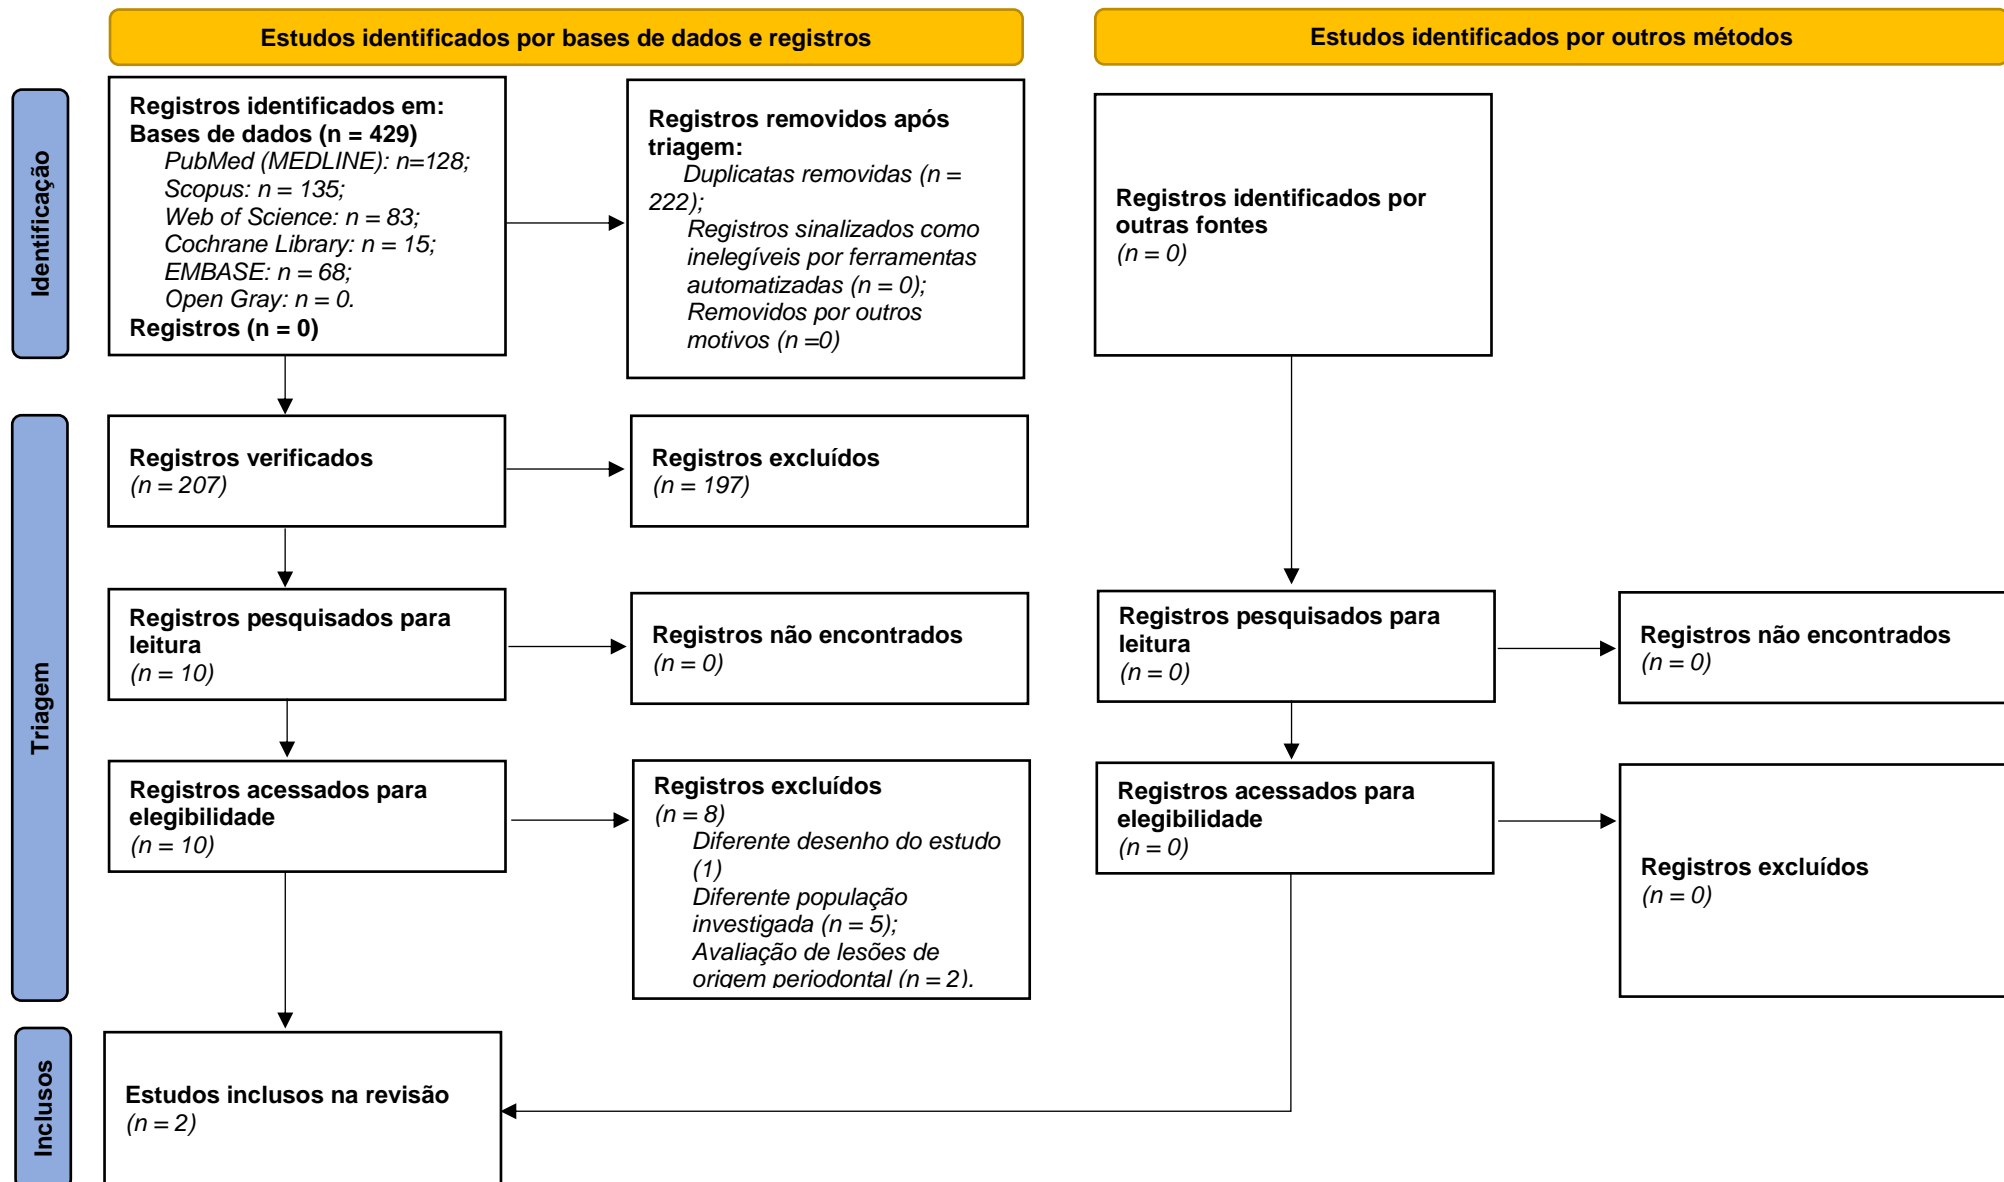 Estudos identificados por bases de dados e registros
Estudos identificados por outros métodos
Identificação
Registros identificados em:
Bases de dados (n = 429)
PubMed (MEDLINE): n=128;
Scopus: n = 135;
Web of Science: n = 83;
Cochrane Library: n = 15;
EMBASE: n = 68;
Open Gray: n = 0.
Registros (n = 0)
Registros removidos após
triagem:
Duplicatas removidas (n =
222);
Registros sinalizados como
inelegíveis por ferramentas
automatizadas (n = 0);
Removidos por outros
motivos (n =0)
Registros identificados por
outras fontes
(n = 0)
Triagem
Registros verificados
(n = 207)
Registros excluídos
(n = 197)
Registros pesquisados para
leitura
(n = 10)
Registros não encontrados
(n = 0)
Registros pesquisados para
leitura
(n = 0)
Registros não encontrados
(n = 0)
Registros acessados para
elegibilidade
(n = 10)
Registros excluídos
(n = 8)
Diferente desenho do estudo
(1)
Diferente população
investigada (n = 5);
Avaliação de lesões de
origem periodontal (n = 2).
Registros acessados para
elegibilidade
(n = 0)
Registros excluídos
(n = 0)
Inclusos
Estudos inclusos na revisão
(n = 2)